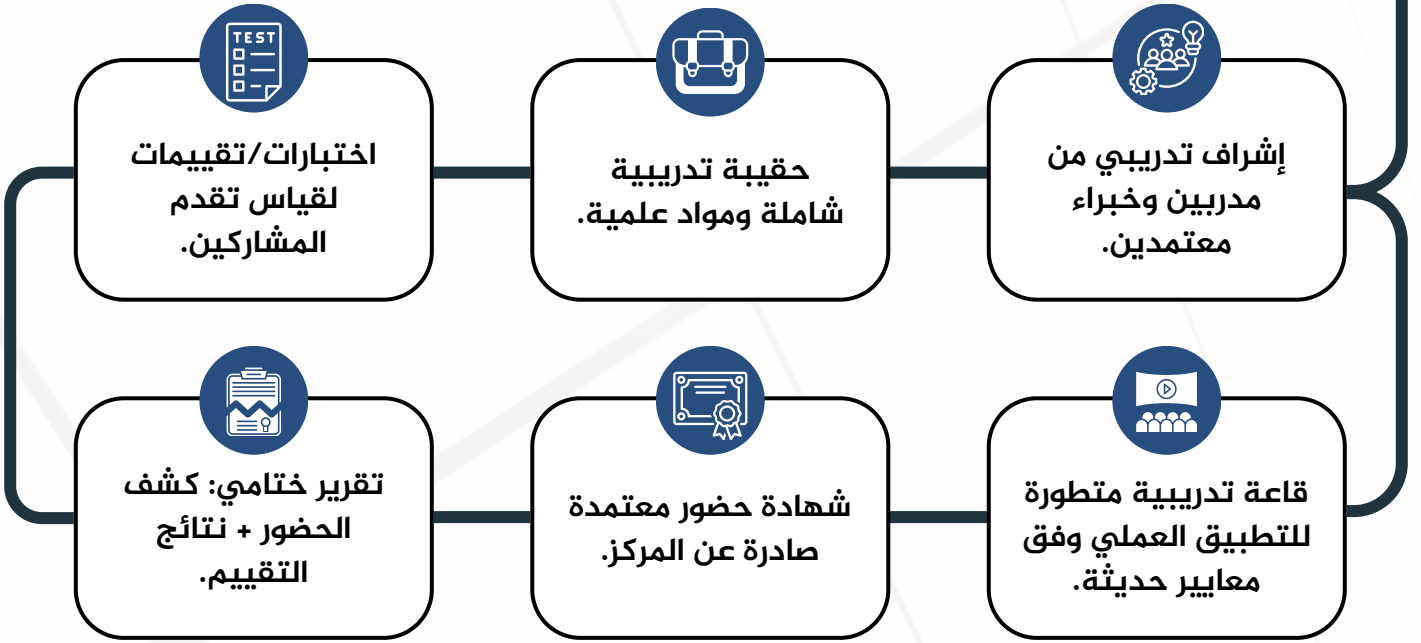 إشراف تدريبي من
مدربين وخبراء
معتمدين.
حقيبة تدريبية
شاملة ومواد علمية.
TEST
اختبارات/تقييمات
لقياس تقدم
المشاركين.
قاعة تدريبية متطورة
للتطبيق العملي وفق
معايير حديثة.
شهادة حضور معتمدة
صادرة عن المركز.
تقرير ختامي: كشف
الحضور + نتائج
التقييم.